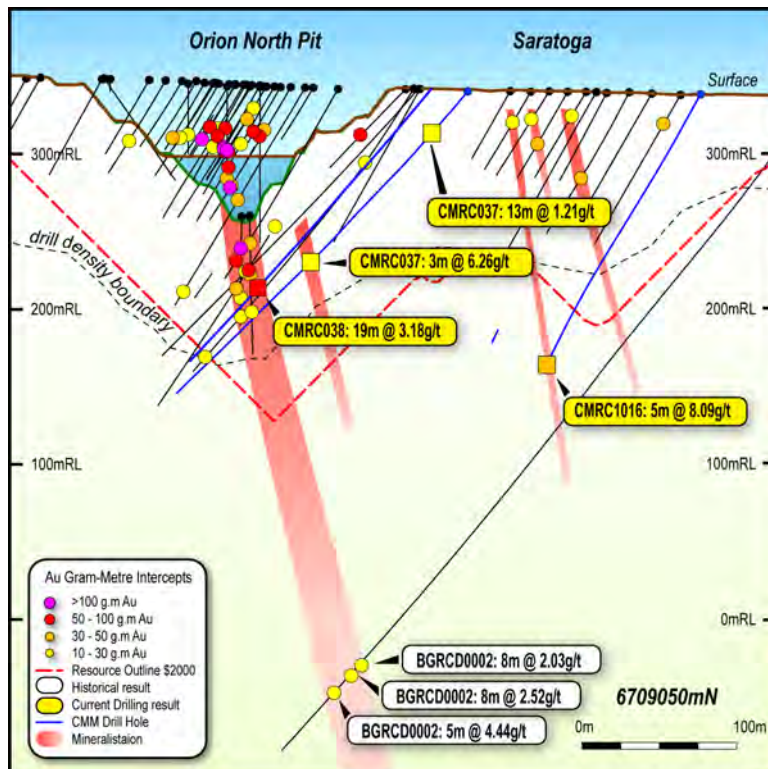 Orion North Pit
Saratoga
Surface
300mRL
300mRL
CMRC037: 13m @ 1.21g/t
drill density
boundary
CMRC037: 3m @ 6.26g/t
200mRL
200mRL
CMRC038: 19m @ 3.18g/t
CMRC1016: 5m @ 8.09g/t
100mRL
100mRL
Au Gram-Metre Intercepts
>100 g.m Au
50 - 100 g.m Au
30 - 50 g.m Au
10 - 30 g.m Au
Resource Outline $2000
Historical result
Current Drilling result
CMM Drill Hole
Mineralistaion
0mRL
BGRCD0002: 8m @ 2.03g/t
BGRCD0002: 8m @ 2.52g/t
BGRCD0002: 5m @ 4.44g/t
6709050mN
0m
100m